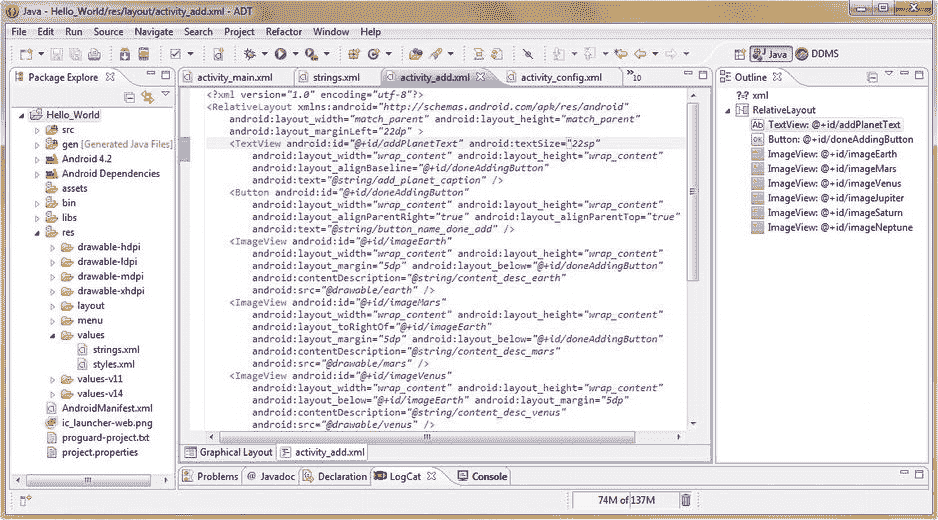 Java - Hello_World/res/layout/activity_add.xml - ADT
File Edit Run Source Navigate Search Project Refactor Window Help
Java DDMS
Package Explore
Hello_World
src
gen [Generated Java Files]
Android 4.2
Android Dependencies
assets
bin
libs
res
drawable-hdpi
drawable-ldpi
drawable-mdpi
drawable-xhdpi
layout
menu
values
strings.xml
styles.xml
values-v11
values-v14
AndroidManifest.xml
ic_launcher-web.png
proguard-project.txt
project.properties
activity_main.xml strings.xml activity_add.xml activity_config.xml »10
<?xml version="1.0" encoding="utf-8"?>
<RelativeLayout xmlns:android="http://schemas.android.com/apk/res/android"
android:layout_width="match_parent" android:layout_height="match_parent"
android:layout_marginLeft="22dp" >
<TextView android:id="@+id/addPlanetText" android:textSize="22sp"
android:layout_width="wrap_content" android:layout_height="wrap_content"
android:layout_alignBaseline="@+id/doneAddingButton"
android:text="@string/add_planet_caption" />
<Button android:id="@+id/doneAddingButton"
android:layout_width="wrap_content" android:layout_height="wrap_content"
android:layout_alignParentRight="true" android:layout_alignParentTop="true"
android:text="@string/button_name_done_add" />
<ImageView android:id="@+id/imageEarth"
android:layout_width="wrap_content" android:layout_height="wrap_content"
android:layout_margin="5dp" android:layout_below="@+id/doneAddingButton"
android:contentDescription="@string/content_desc_earth"
android:src="@drawable/earth" />
<ImageView android:id="@+id/imageMars"
android:layout_width="wrap_content" android:layout_height="wrap_content"
android:layout_toRightOf="@+id/imageEarth"
android:layout_margin="5dp" android:layout_below="@+id/doneAddingButton"
android:contentDescription="@string/content_desc_mars"
android:src="@drawable/mars" />
<ImageView android:id="@+id/imageVenus"
android:layout_width="wrap_content" android:layout_height="wrap_content"
android:layout_below="@+id/imageEarth" android:layout_margin="5dp"
android:contentDescription="@string/content_desc_venus"
android:src="@drawable/venus" />
Graphical Layout activity_add.xml
Outline
xml
RelativeLayout
Ab TextView: @+id/addPlanetText
OK Button: @+id/doneAddingButton
ImageView: @+id/imageEarth
ImageView: @+id/imageMars
ImageView: @+id/imageVenus
ImageView: @+id/imageJupiter
ImageView: @+id/imageSaturn
ImageView: @+id/imageNeptune
Problems @ Javadoc Declaration LogCat Console
74M of 137M